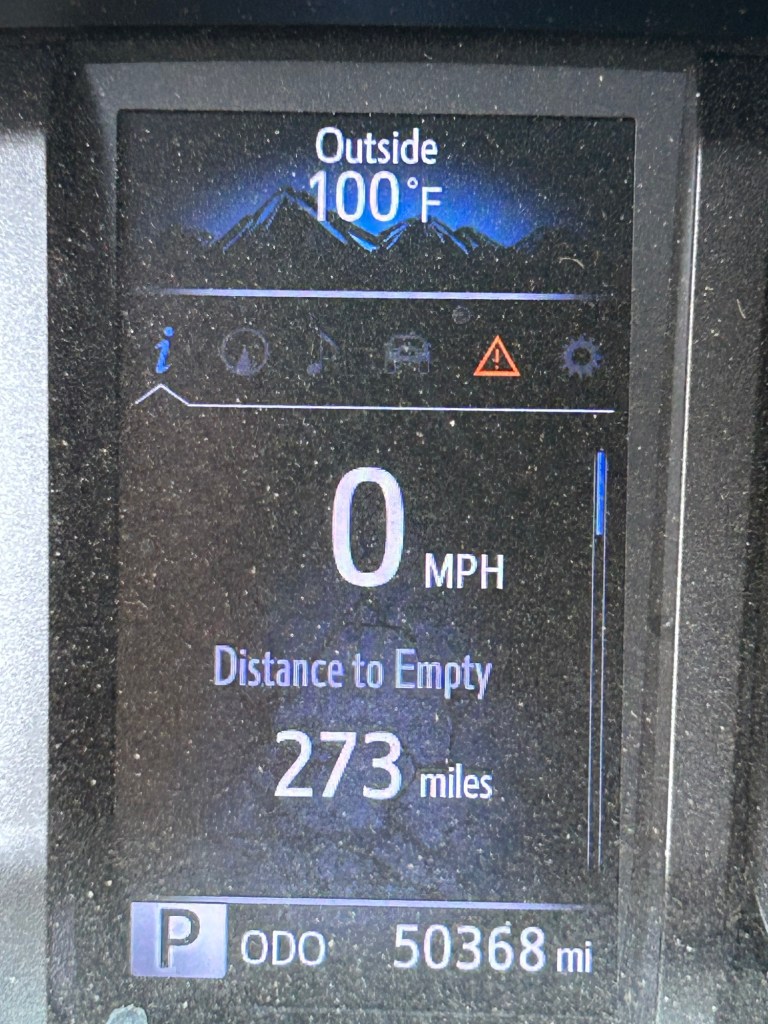 Outside
100°F
0 MPH
Distance to Empty
273 miles
P ODO 50368 mi